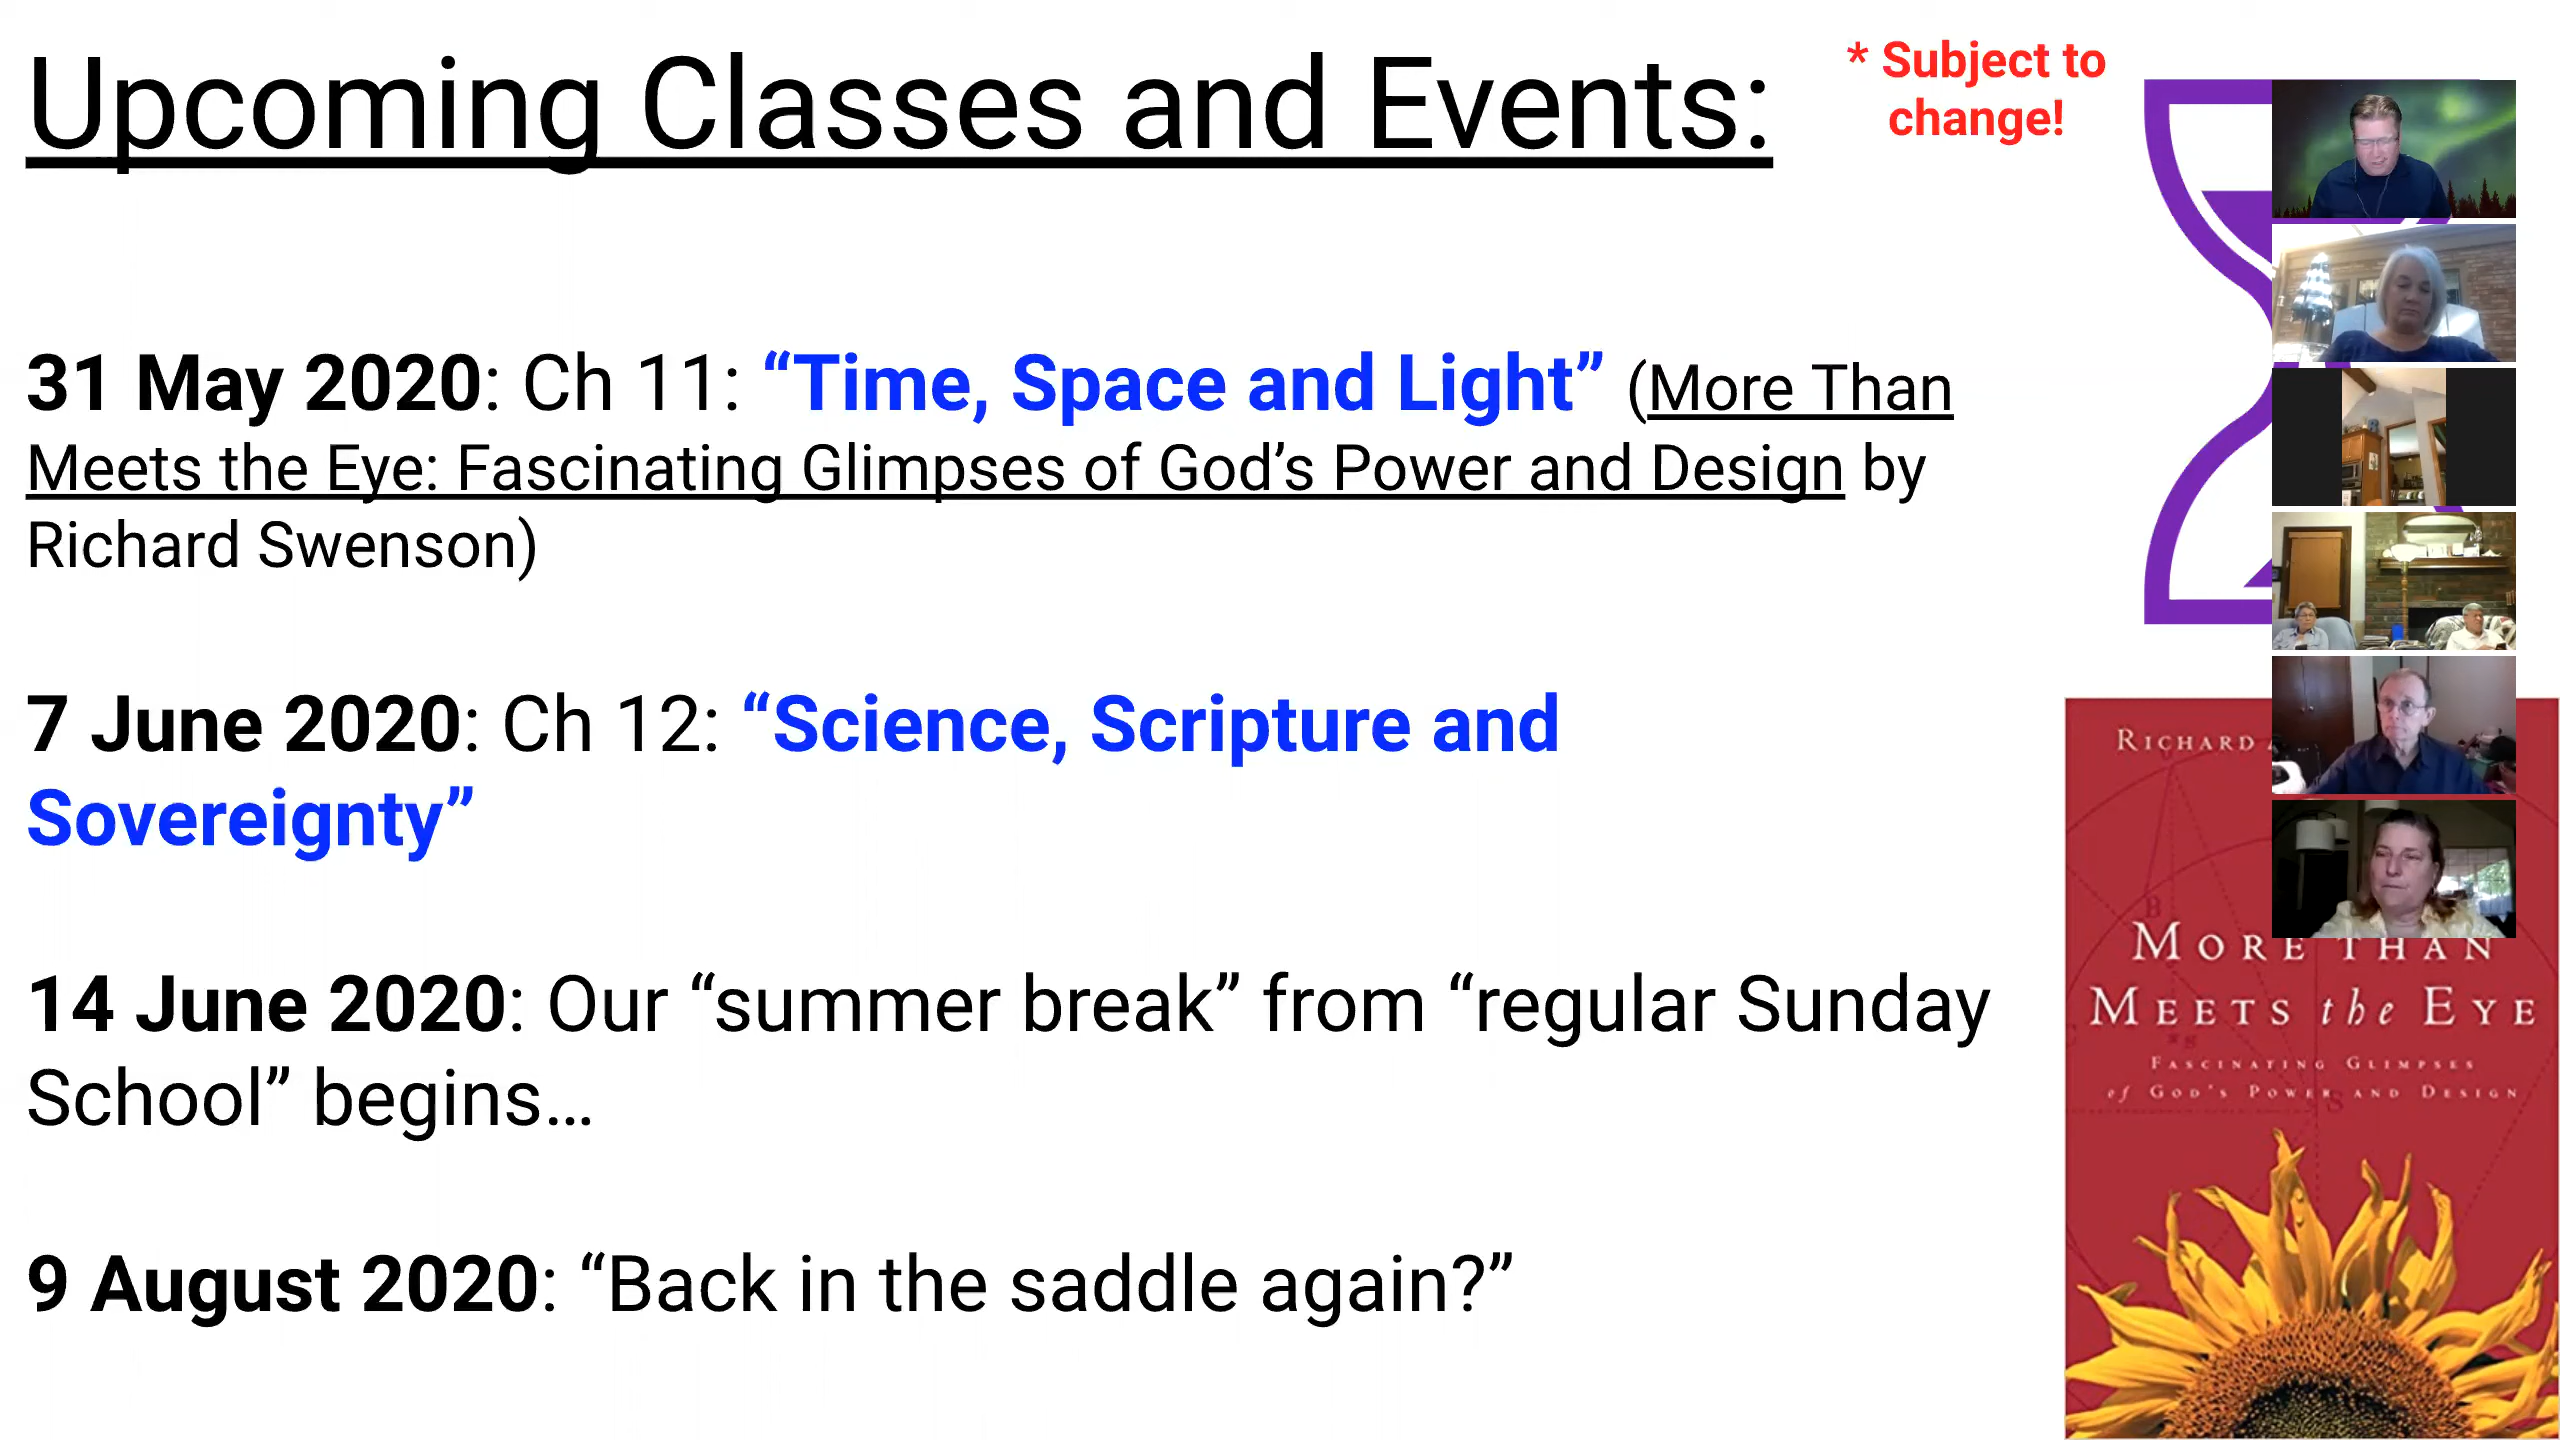 Upcoming Classes and Events:
* Subject to
change!
31 May 2020: Ch 11: “Time, Space and Light” (More Than
Meets the Eye: Fascinating Glimpses of God’s Power and Design by
Richard Swenson)
7 June 2020: Ch 12: “Science, Scripture and
Sovereignty”
14 June 2020: Our “summer break” from “regular Sunday
School” begins…
9 August 2020: “Back in the saddle again?”
RICHARD
MORE THAN
MEETS the EYE
FASCINATING GLIMPSES
of GOD'S POWER AND DESIGN